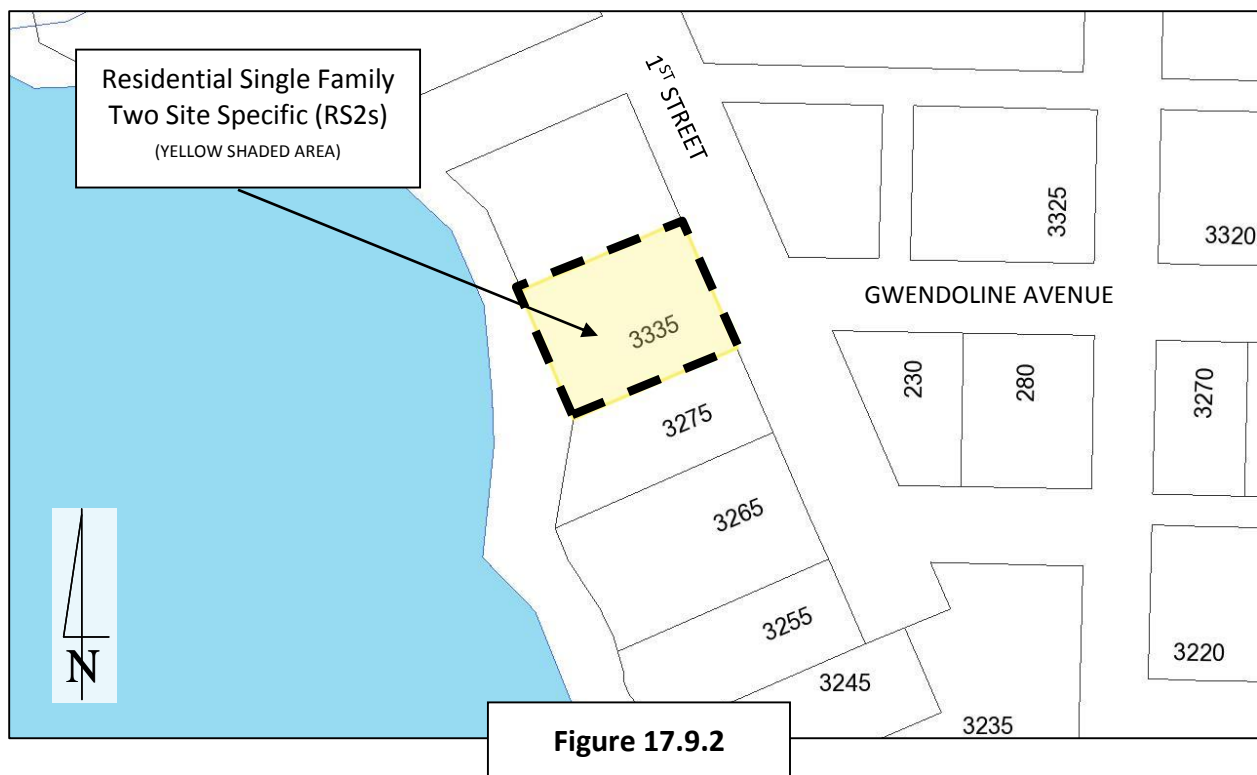 Residential Single Family
Two Site Specific (RS2s)
(YELLOW SHADED AREA)
1ST STREET
3325
3320
GWENDOLINE AVENUE
3335
230
280
3270
3275
3265
3255
3245
3235
3220
N
Figure 17.9.2